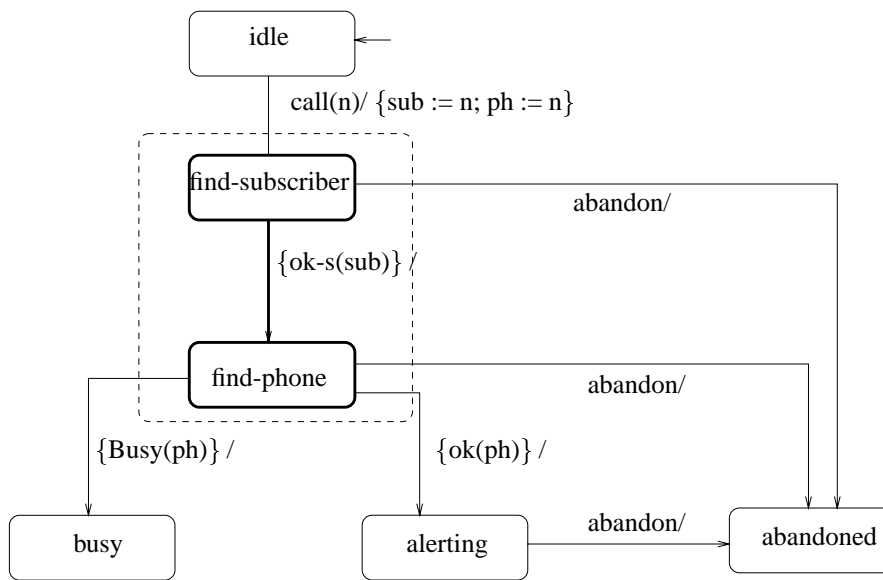 idle
call(n)/ {sub := n; ph := n}
find-subscriber
abandon/
{ok-s(sub)} /
find-phone
abandon/
{Busy(ph)} /
{ok(ph)} /
abandon/
busy
alerting
abandoned